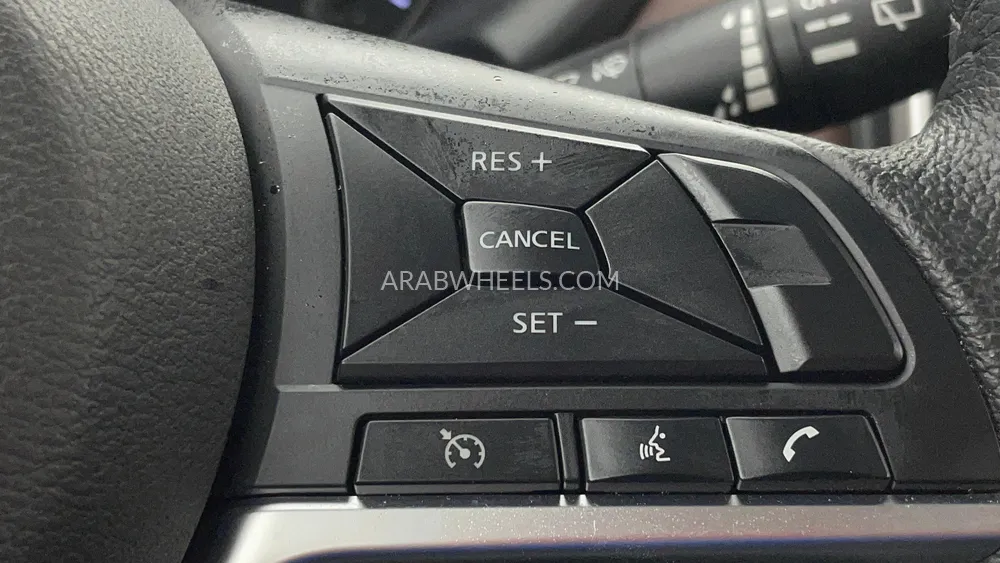 RES +
CANCEL
ARABWHEELS.COM
SET −